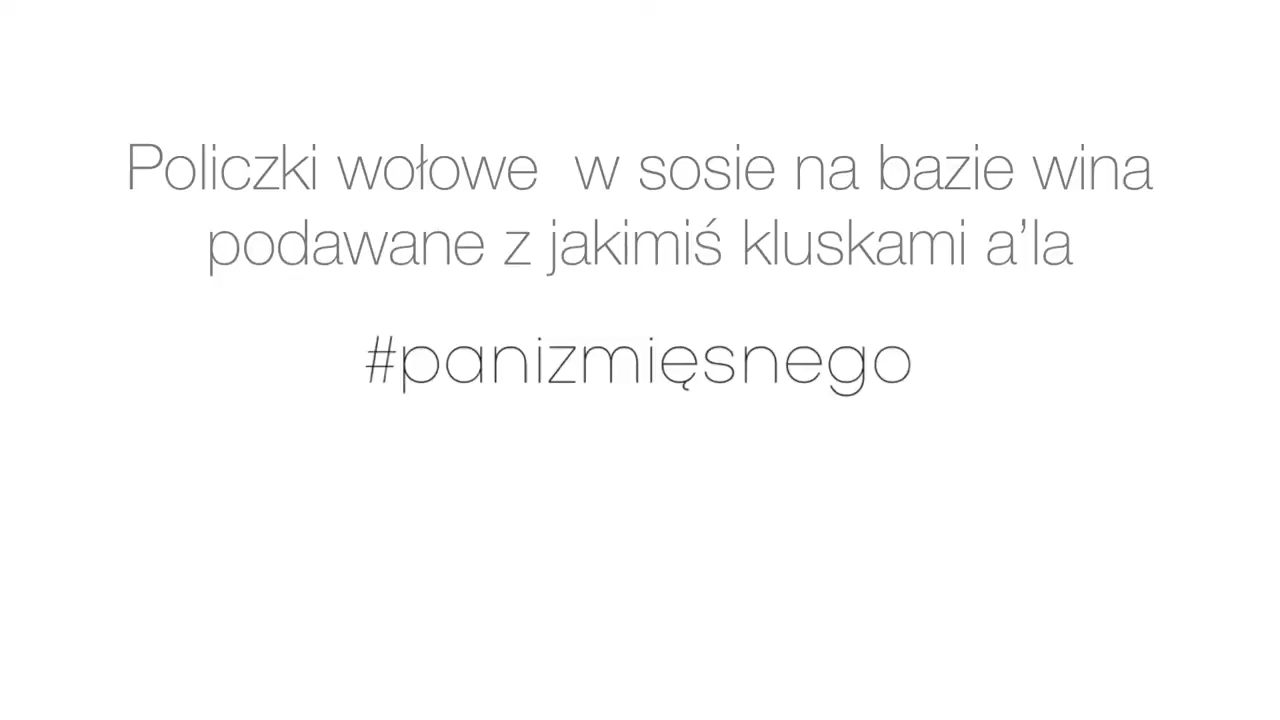 Policzki wołowe  w sosie na bazie wina
podawane z jakimiś kluskami a’la
#panizmięsnego